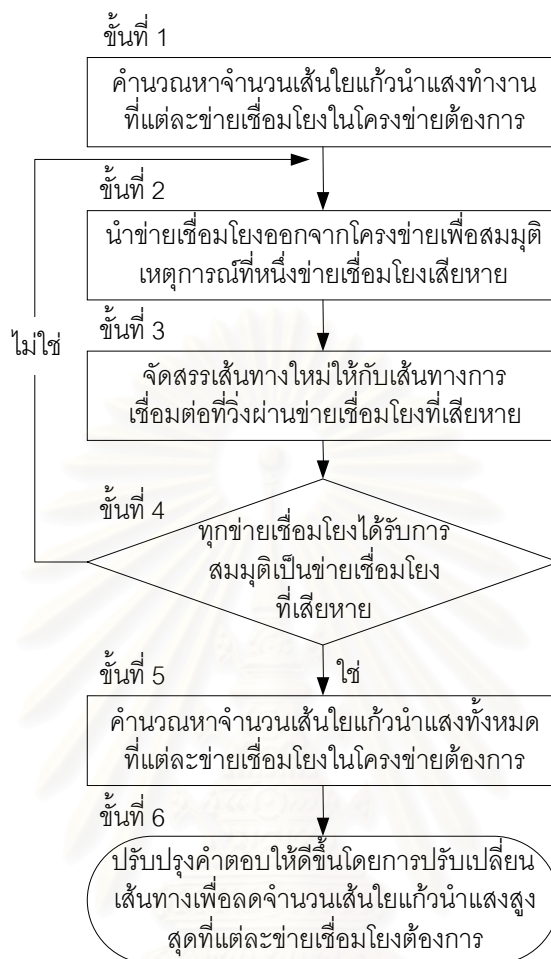 ขั้นที่ 1
คำนวณหาจำนวนเส้นใยแก้วนำแสงทำงาน
ที่แต่ละข่ายเชื่อมโยงในโครงข่ายต้องการ
ขั้นที่ 2
นำข่ายเชื่อมโยงออกจากโครงข่ายเพื่อสมมุติ
เหตุการณ์ที่หนึ่งข่ายเชื่อมโยงเสียหาย
ขั้นที่ 3
ไม่ใช่
จัดสรรเส้นทางใหม่ให้กับเส้นทางการ
เชื่อมต่อที่วิ่งผ่านข่ายเชื่อมโยงที่เสียหาย
ขั้นที่ 4
ทุกข่ายเชื่อมโยงได้รับการ
สมมุติเป็นข่ายเชื่อมโยง
ที่เสียหาย
ใช่
ขั้นที่ 5
คำนวณหาจำนวนเส้นใยแก้วนำแสงทั้งหมด
ที่แต่ละข่ายเชื่อมโยงในโครงข่ายต้องการ
ขั้นที่ 6
ปรับปรุงคำตอบให้ดีขึ้นโดยการปรับเปลี่ยน
เส้นทางเพื่อลดจำนวนเส้นใยแก้วนำแสงสูง
สุดที่แต่ละข่ายเชื่อมโยงต้องการ